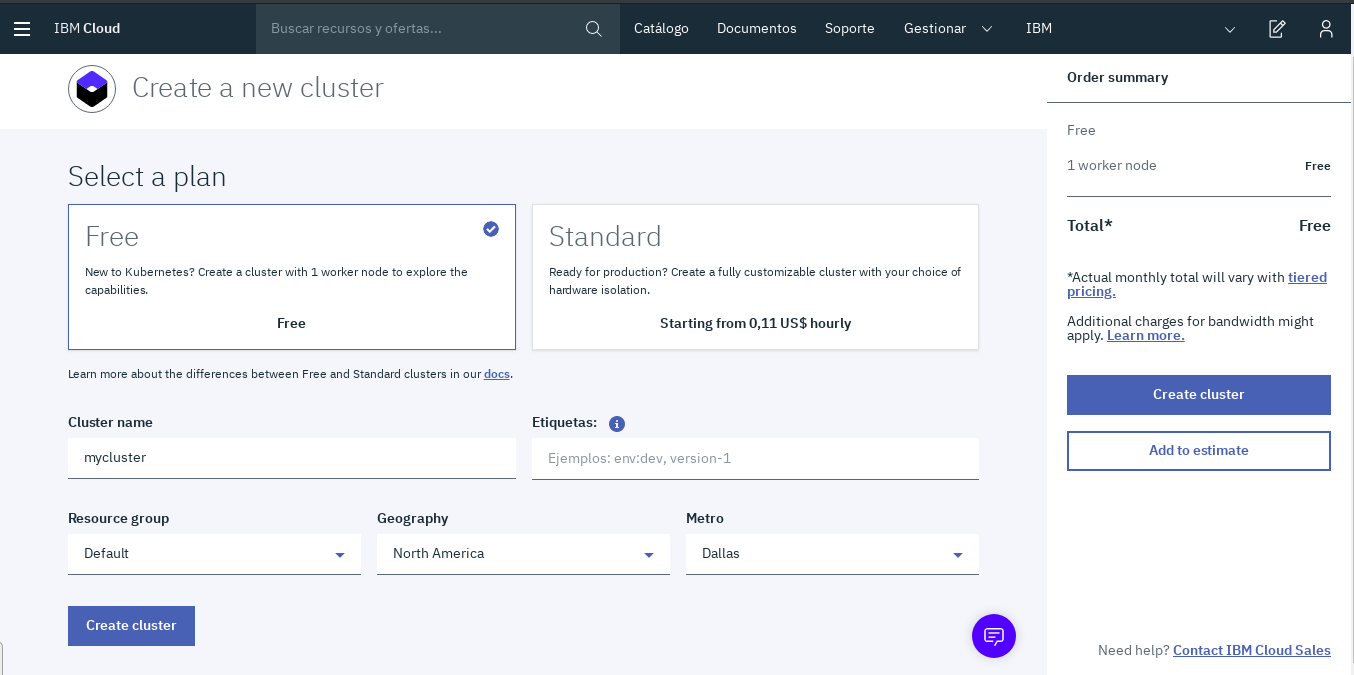 IBM Cloud
Buscar recursos y ofertas...
Catálogo
Documentos
Soporte
Gestionar
IBM
Create a new cluster
Select a plan
Free
New to Kubernetes? Create a cluster with 1 worker node to explore the
capabilities.
Free
Standard
Ready for production? Create a fully customizable cluster with your choice of
hardware isolation.
Starting from 0,11 US$ hourly
Learn more about the differences between Free and Standard clusters in our docs.
Cluster name
mycluster
Etiquetas:
Ejemplos: env:dev, version-1
Resource group
Default
Geography
North America
Metro
Dallas
Create cluster
Order summary
Free
1 worker node Free
Total* Free
*Actual monthly total will vary with tiered
pricing.
Additional charges for bandwidth might
apply. Learn more.
Create cluster
Add to estimate
Need help? Contact IBM Cloud Sales